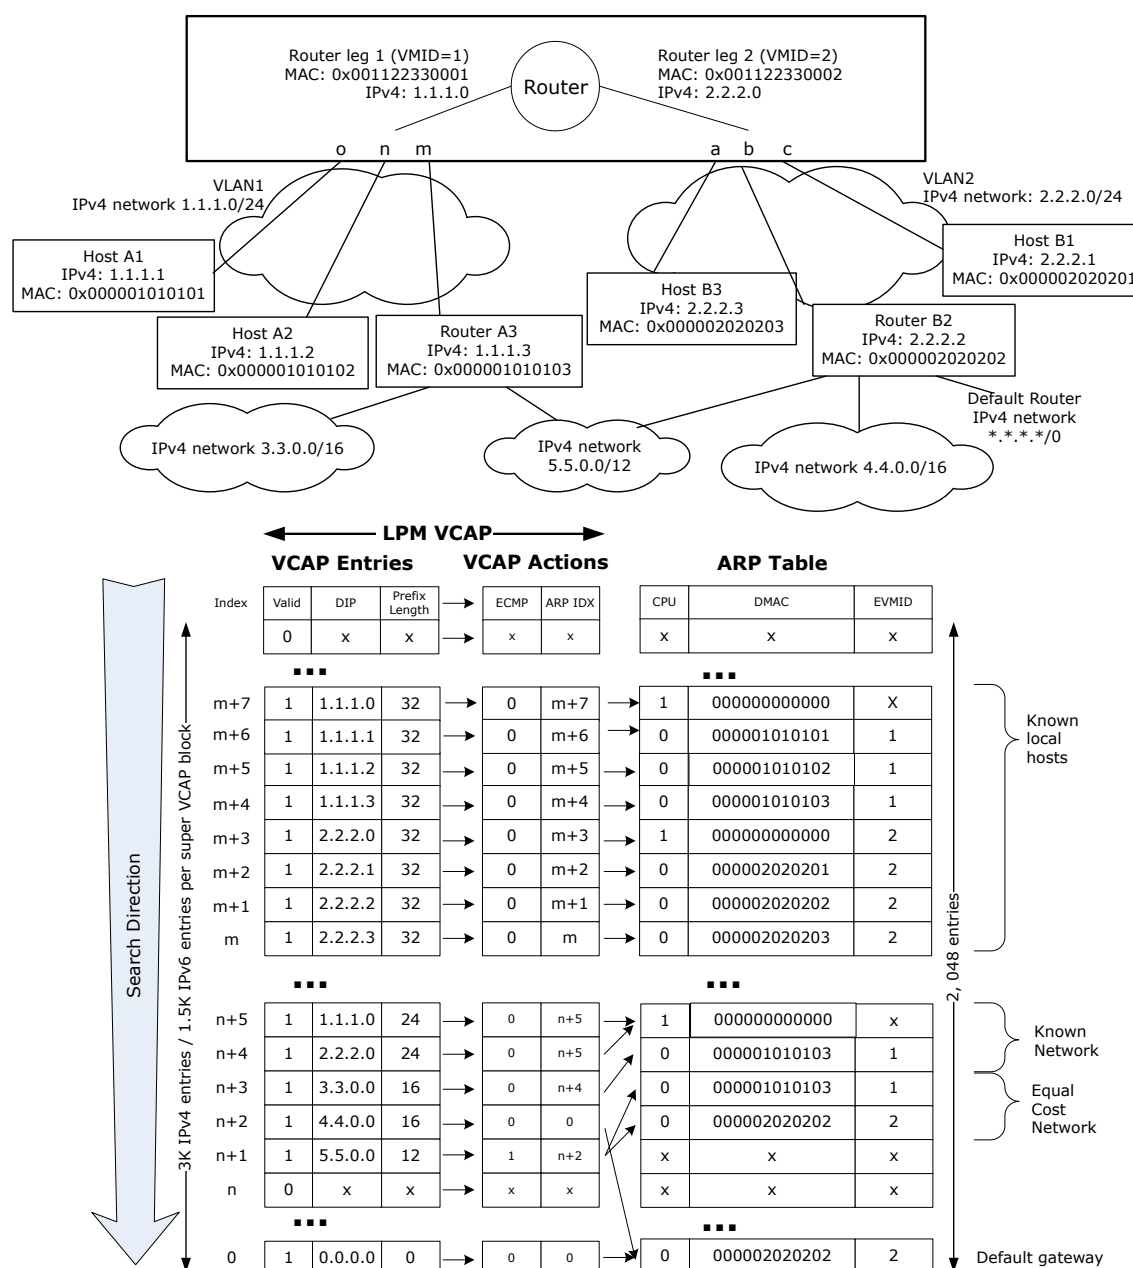 Router leg 1 (VMID=1)
MAC: 0x001122330001
IPv4: 1.1.1.0
Router
Router leg 2 (VMID=2)
MAC: 0x001122330002
IPv4: 2.2.2.0
o n m
a b c
VLAN1
IPv4 network 1.1.1.0/24
VLAN2
IPv4 network: 2.2.2.0/24
Host A1
IPv4: 1.1.1.1
MAC: 0x000001010101
Host B1
IPv4: 2.2.2.1
MAC: 0x000002020201
Host B3
IPv4: 2.2.2.3
MAC: 0x000002020203
Host A2
IPv4: 1.1.1.2
MAC: 0x000001010102
Router A3
IPv4: 1.1.1.3
MAC: 0x000001010103
Router B2
IPv4: 2.2.2.2
MAC: 0x000002020202
Default Router
IPv4 network
*.*.*.*/0
IPv4 network 3.3.0.0/16
IPv4 network
5.5.0.0/12
IPv4 network 4.4.0.0/16
LPM VCAP
VCAP Entries VCAP Actions ARP Table
Index Valid DIP Prefix Length ECMP ARP IDX CPU DMAC EVMID
0 x x x x x x x
... ...
m+7 1 1.1.1.0 32 0 m+7 1 000000000000 X
m+6 1 1.1.1.1 32 0 m+6 0 000001010101 1
m+5 1 1.1.1.2 32 0 m+5 0 000001010102 1
m+4 1 1.1.1.3 32 0 m+4 0 000001010103 1
m+3 1 2.2.2.0 32 0 m+3 1 000000000000 2
m+2 1 2.2.2.1 32 0 m+2 0 000002020201 2
m+1 1 2.2.2.2 32 0 m+1 0 000002020202 2
m 1 2.2.2.3 32 0 m 0 000002020203 2
... ...
n+5 1 1.1.1.0 24 0 n+5 1 000000000000 x
n+4 1 2.2.2.0 24 0 n+5 0 000001010103 1
n+3 1 3.3.0.0 16 0 n+4 0 000001010103 1
n+2 1 4.4.0.0 16 0 0 0 000002020202 2
n+1 1 5.5.0.0 12 1 n+2 x x x
n 0 x x x x x x x
... ...
0 1 0.0.0.0 0 0 0 0 000002020202 2 Default gateway
Known
local
hosts
Known
Network
Equal
Cost
Network
Search Direction
3K IPv4 entries / 1.5K IPv6 entries per super VCAP block
2, 048 entries